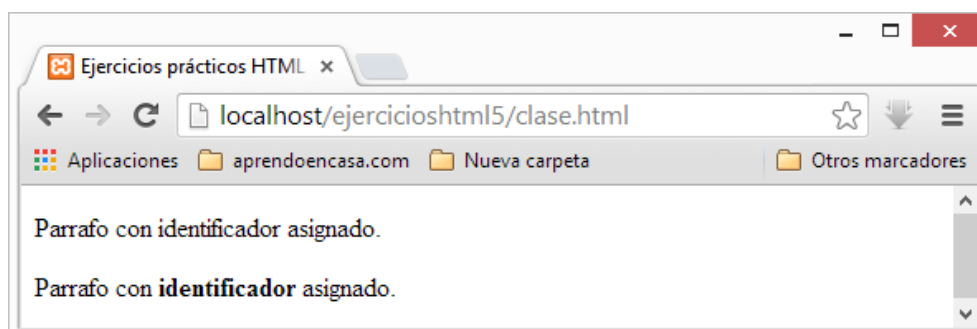 Ejercicios prácticos HTML
localhost/ejercicioshtml5/clase.html
Aplicaciones aprendoencasa.com Nueva carpeta Otros marcadores
Parrafo con identificador asignado.
Parrafo con identificador asignado.